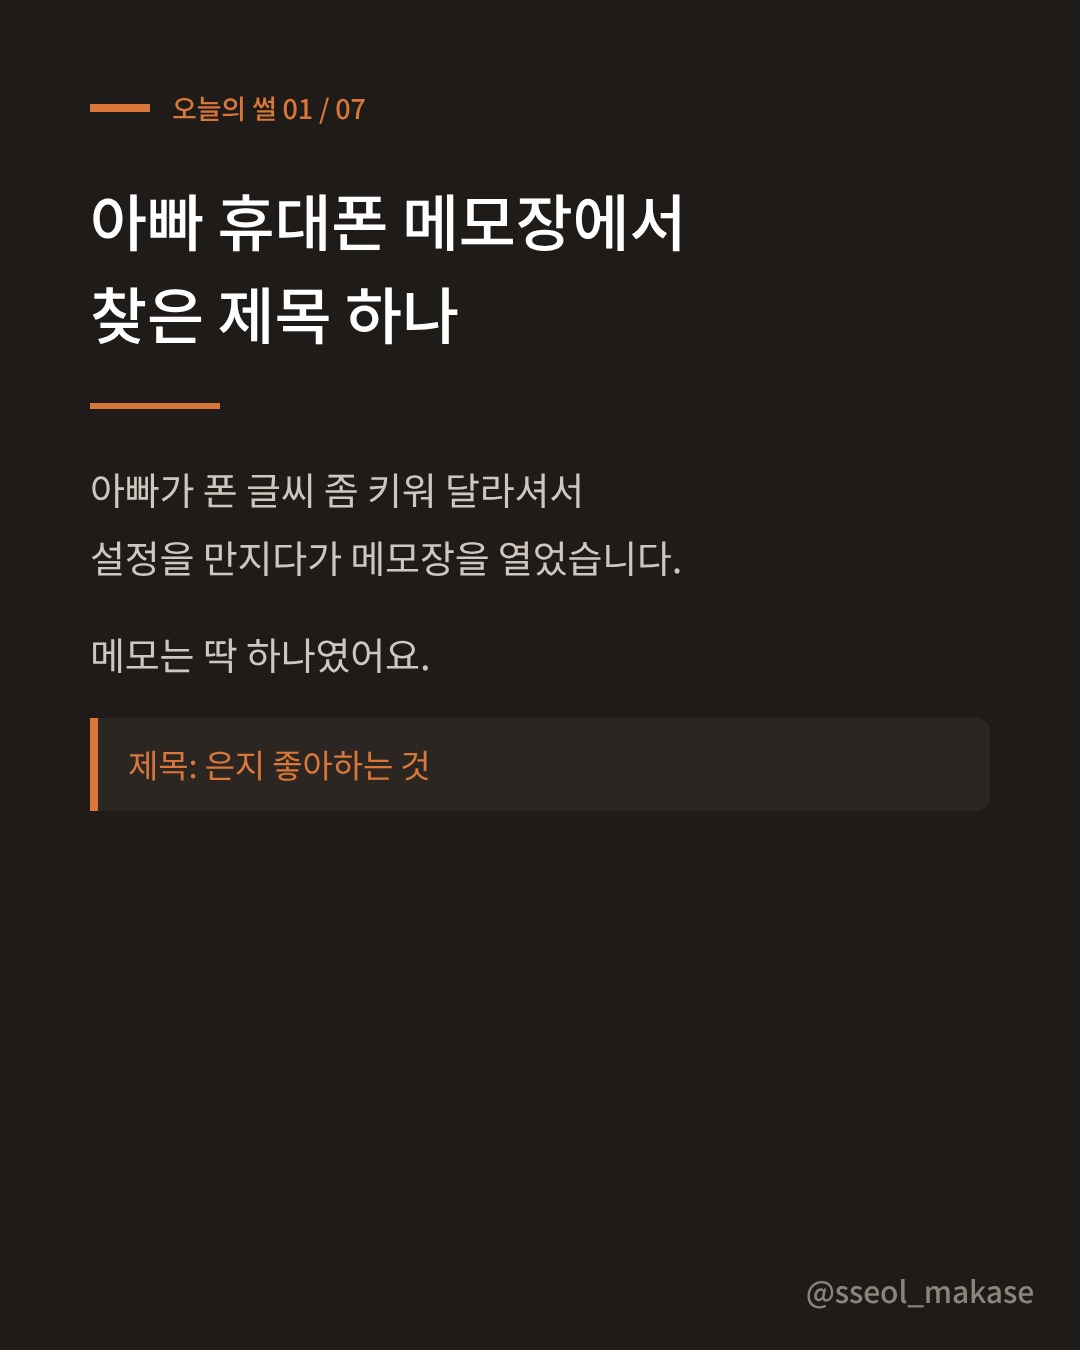 오늘의 썰 01 / 07
아빠 휴대폰 메모장에서
찾은 제목 하나
아빠가 폰 글씨 좀 키워 달라셔서
설정을 만지다가 메모장을 열었습니다.
메모는 딱 하나였어요.
제목: 은지 좋아하는 것
@sseol_makase